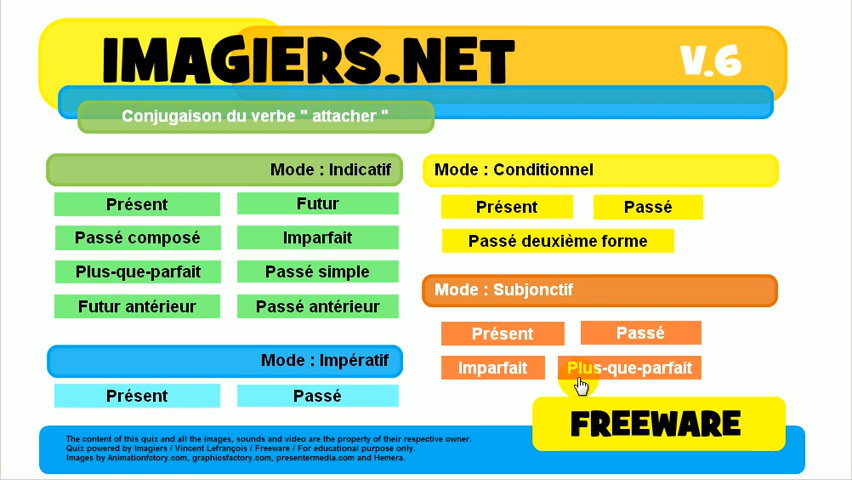 IMAGIERS.NET
V.6
Conjugaison du verbe " attacher "
Mode : Indicatif
Présent
Futur
Passé composé
Imparfait
Plus-que-parfait
Passé simple
Futur antérieur
Passé antérieur
Mode : Impératif
Présent
Passé
Mode : Conditionnel
Présent
Passé
Passé deuxième forme
Mode : Subjonctif
Présent
Passé
Imparfait
Plus-que-parfait
FREEWARE
The content of this quiz and all the images, sounds and video are the property of their respective owner.
Quiz powered by Imagiers / Vincent Lefrançois / Freeware / For educational purpose only.
Images by Animationfctory.com, graphicsfactory.com, presentermedia.com and Hemera.